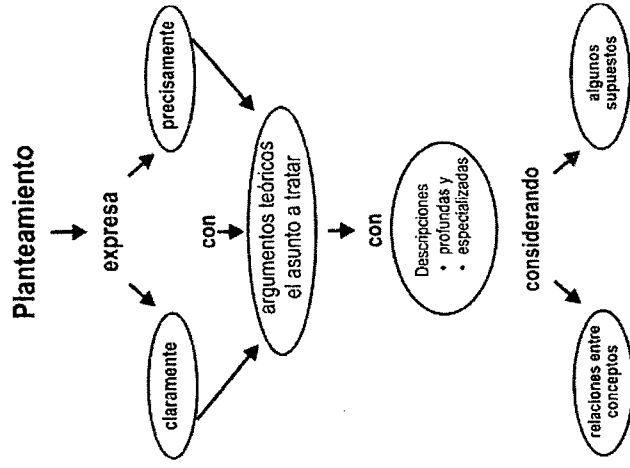 Planteamiento
expresa
claramente
precisamente
con
argumentos teóricos
el asunto a tratar
con
Descripciones
• profundas y
• especializadas
considerando
relaciones entre
conceptos
algunos
supuestos